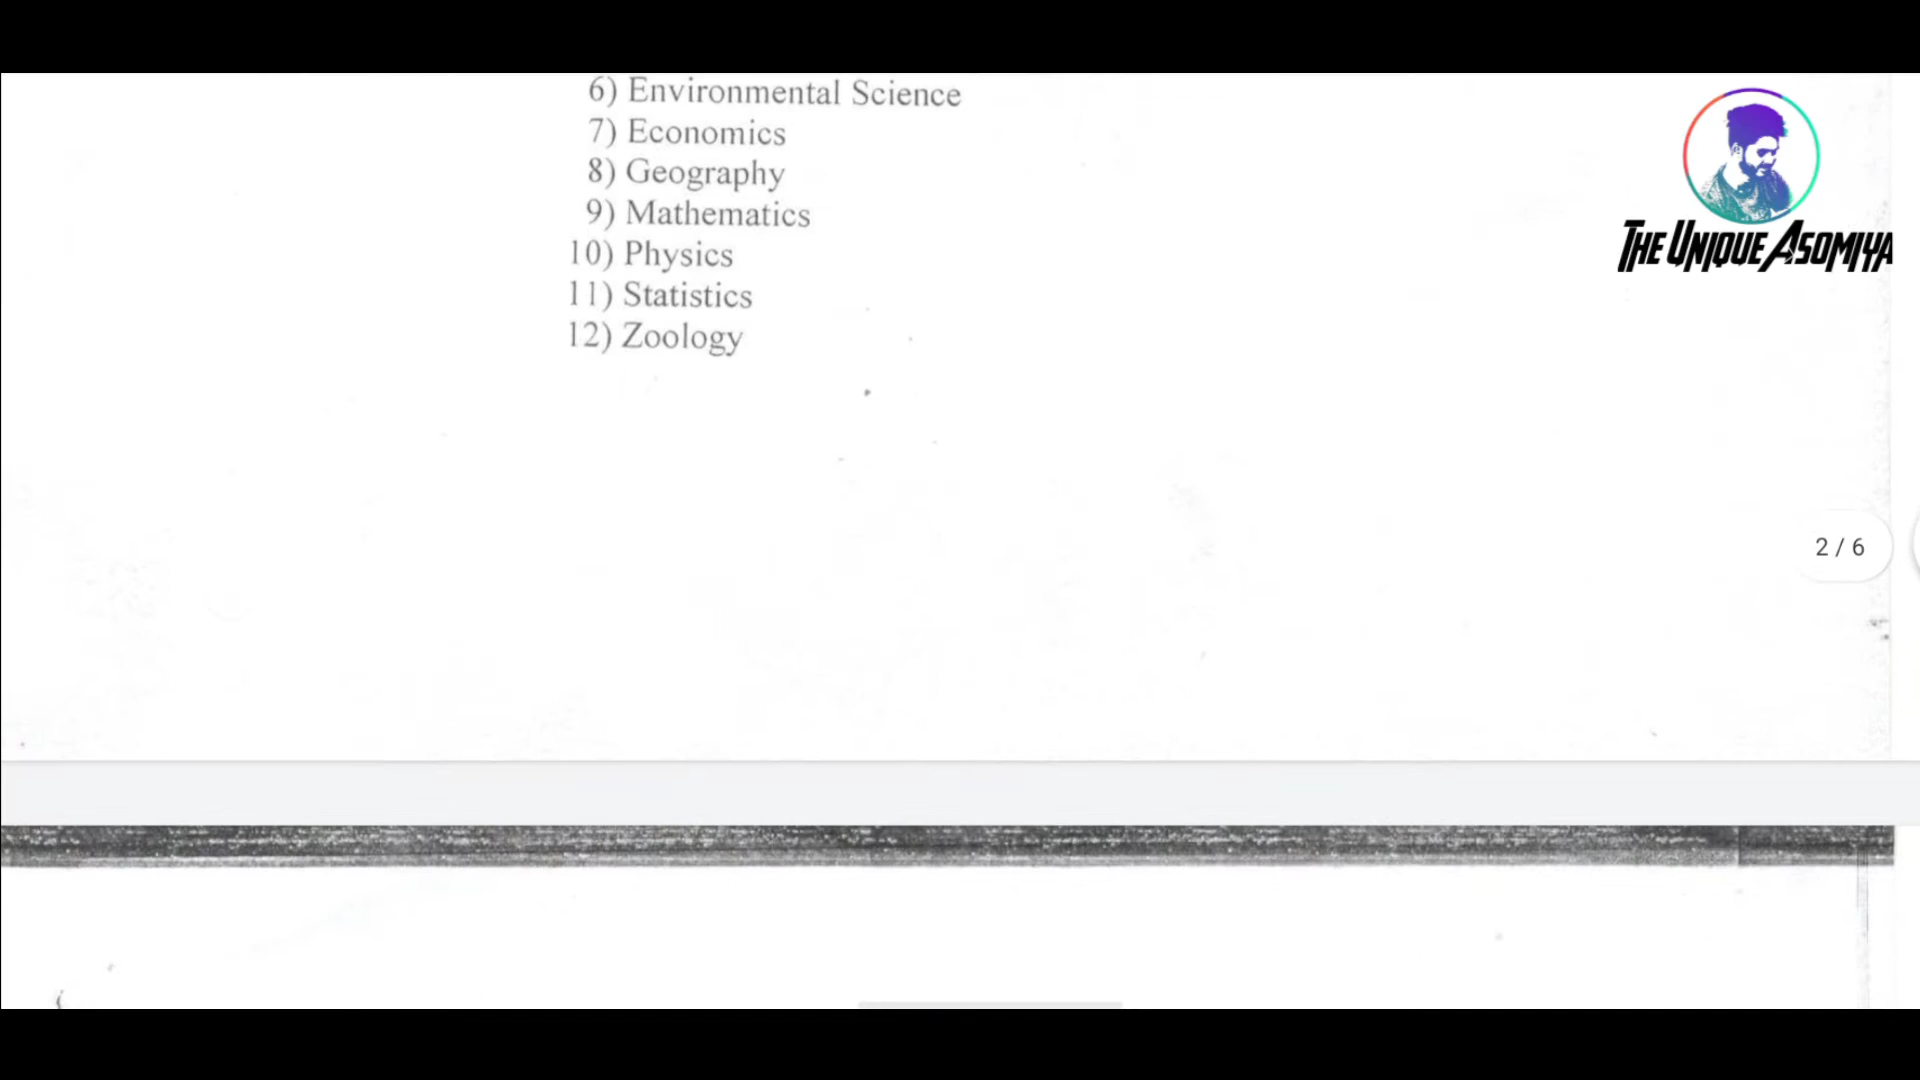 6) Environmental Science
7) Economics
8) Geography
9) Mathematics
10) Physics
11) Statistics
12) Zoology
THE UNIQUE ASOMIYA
2 / 6